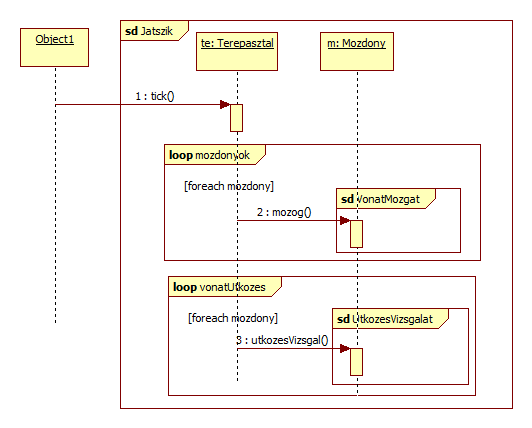 Object1
sd Jatszik
te: Terepasztal
m: Mozdony
1 : tick()
loop mozdonyok
[foreach mozdony]
sd VonatMozgat
2 : mozog()
loop vonatUtkozes
[foreach mozdony]
sd UtkozesVizsgalat
3 : utkozesVizsgal()